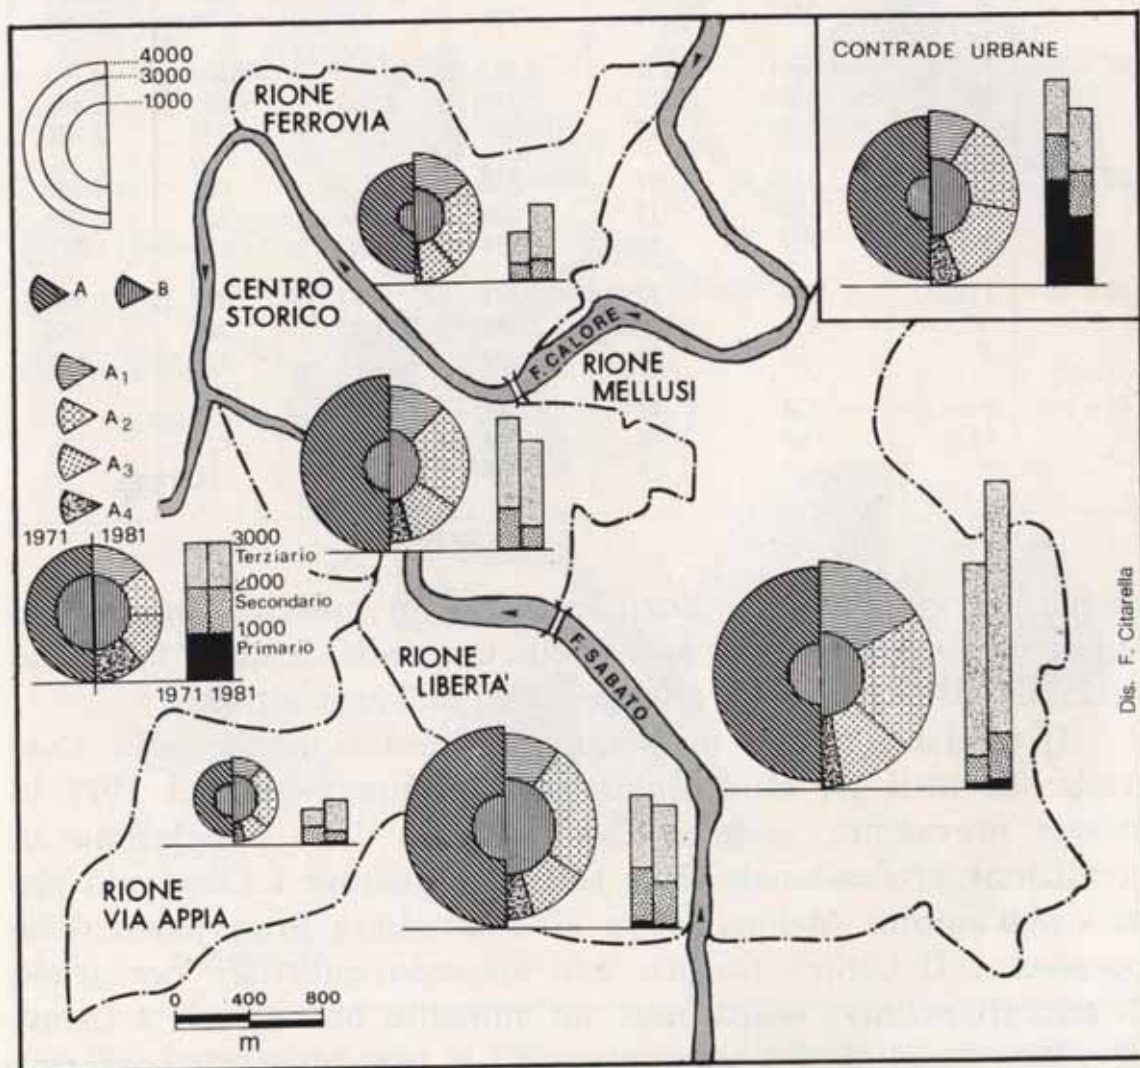 4000
3000
1000
RIONE
FERROVIA
CONTRADE URBANE
A
B
CENTRO
STORICO
F. CALORE
RIONE
MELLUSI
A1
A2
A3
A4
1971 1981
3000
Terziario
2000
Secondario
1000
Primario
1971 1981
RIONE
LIBERTA'
F. SABATO
Dis. F. Citarella
RIONE
VIA APPIA
0 400 800
m